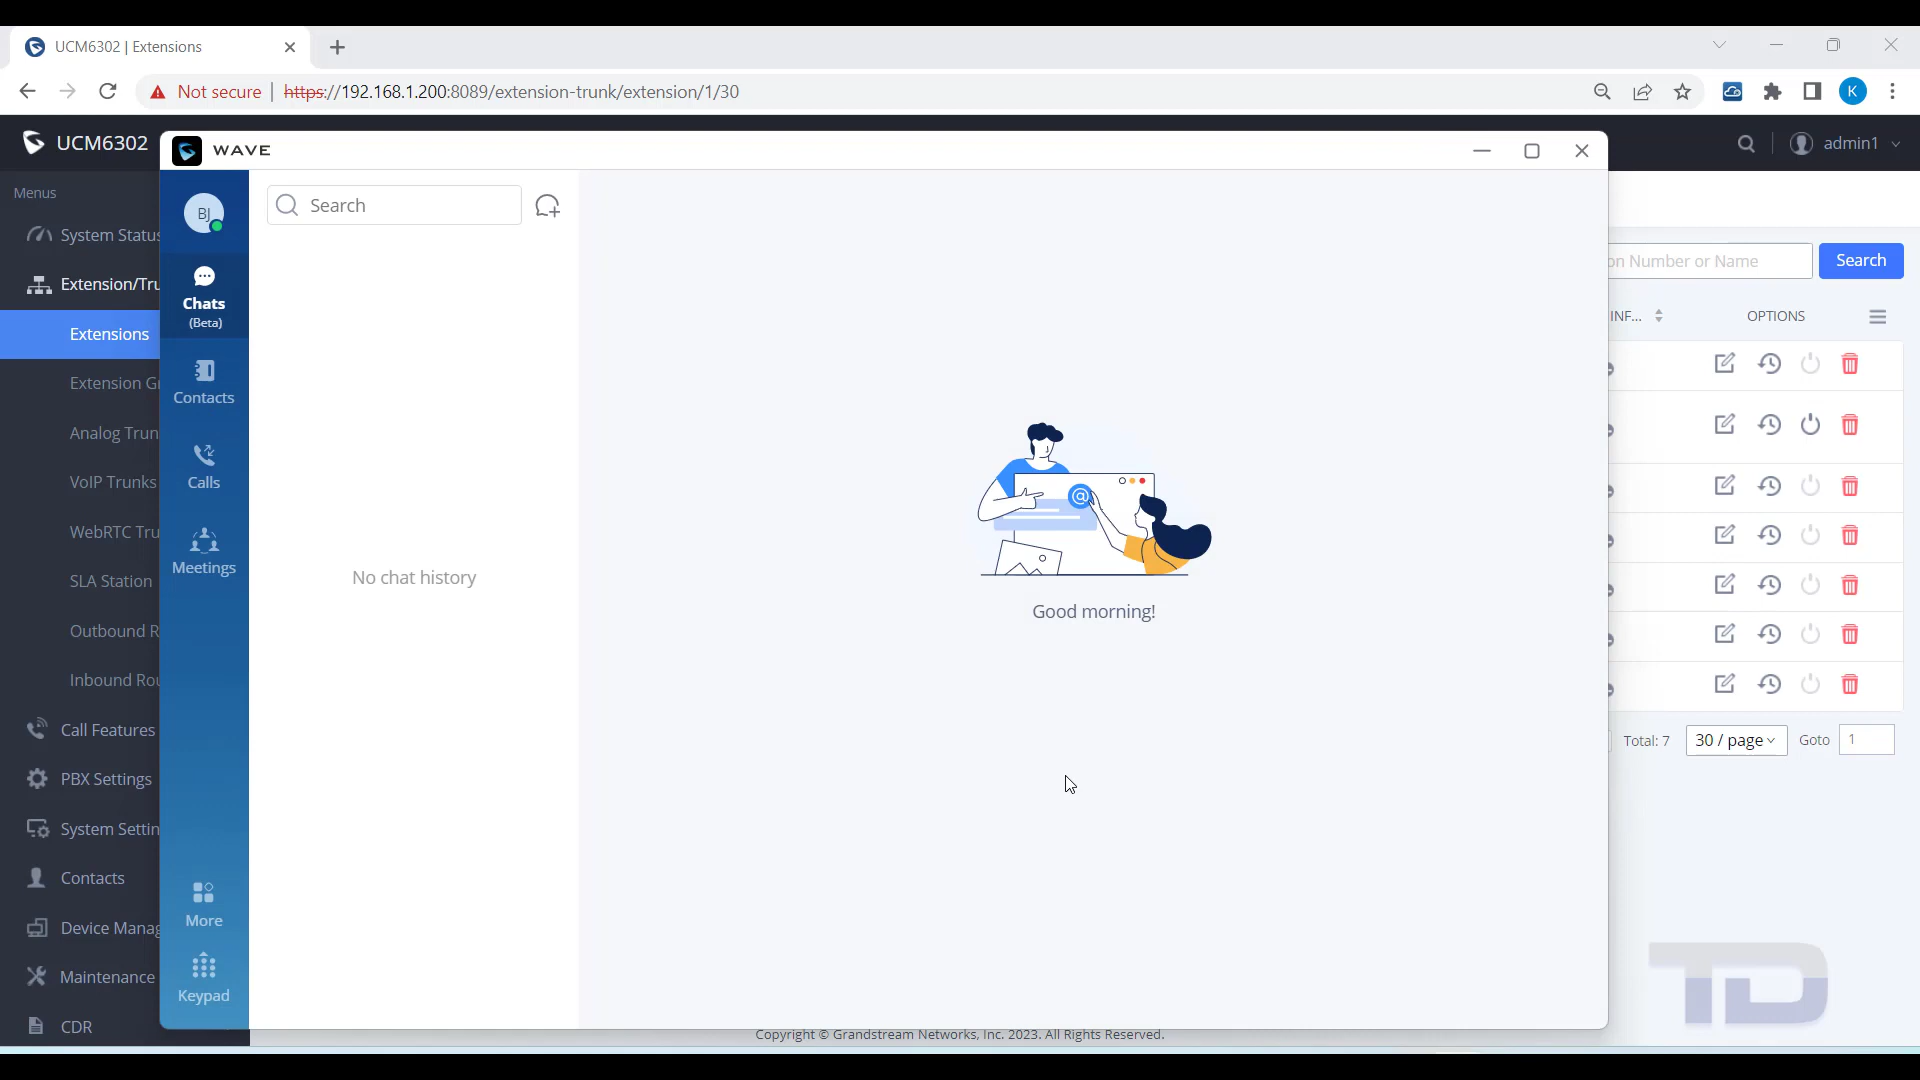 UCM6302 | Extensions
Not secure | https://192.168.1.200:8089/extension-trunk/extension/1/30
K
UCM6302
WAVE
admin1
Menus
System Status
Extension/Tru
Extensions
Extension Gr
Analog Trun
VoIP Trunks
WebRTC Tru
SLA Station
Outbound R
Inbound Rou
Call Features
PBX Settings
System Settin
Contacts
Device Manag
Maintenance
CDR
BJ
Chats
(Beta)
Contacts
Calls
Meetings
More
Keypad
Search
No chat history
Good morning!
on Number or Name
Search
INF...
OPTIONS
Total: 7
30 / page
Goto
1
Copyright © Grandstream Networks, Inc. 2023. All Rights Reserved.
TD